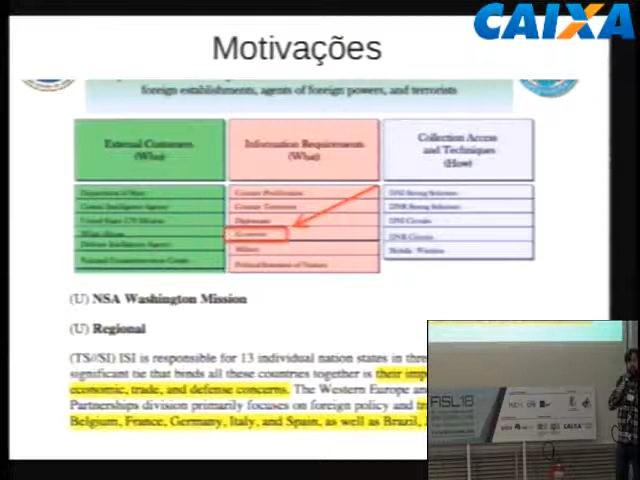 CAIXA
Motivações
foreign establishments, agents of foreign powers, and terrorists
External Customers
(Who)
Information Requirements
(What)
Collection Access
and Techniques
(How)
Department of State
Central Intelligence Agency
United States UN Mission
White House
Defense Intelligence Agency
National Counterterrorism Center
Counter Proliferation
Counter Terrorism
Diplomatic
Economic
Military
Political/Intention of Nations
DNI Strong Selectors
DNR Strong Selectors
DNI Circuits
DNR Circuits
Mobile Wireless
(U) NSA Washington Mission
(U) Regional
(TS//SI) ISI is responsible for 13 individual nation states in three
significant tie that binds all these countries together is their imp
economic, trade, and defense concerns. The Western Europe an
Partnerships division primarily focuses on foreign policy and tr
Belgium, France, Germany, Italy, and Spain, as well as Brazil,
FISL18
CAIXA